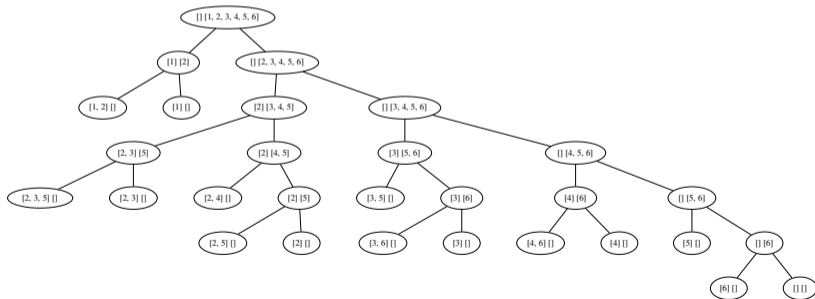 [] [1, 2, 3, 4, 5, 6]
[1] [2]
[] [2, 3, 4, 5, 6]
[1, 2] []
[1] []
[2] [3, 4, 5]
[] [3, 4, 5, 6]
[2, 3] [5]
[2] [4, 5]
[3] [5, 6]
[] [4, 5, 6]
[2, 3, 5] []
[2, 3] []
[2, 4] []
[2] [5]
[3, 5] []
[3] [6]
[4] [6]
[] [5, 6]
[2, 5] []
[2] []
[3, 6] []
[3] []
[4, 6] []
[4] []
[5] []
[] [6]
[6] []
[] []